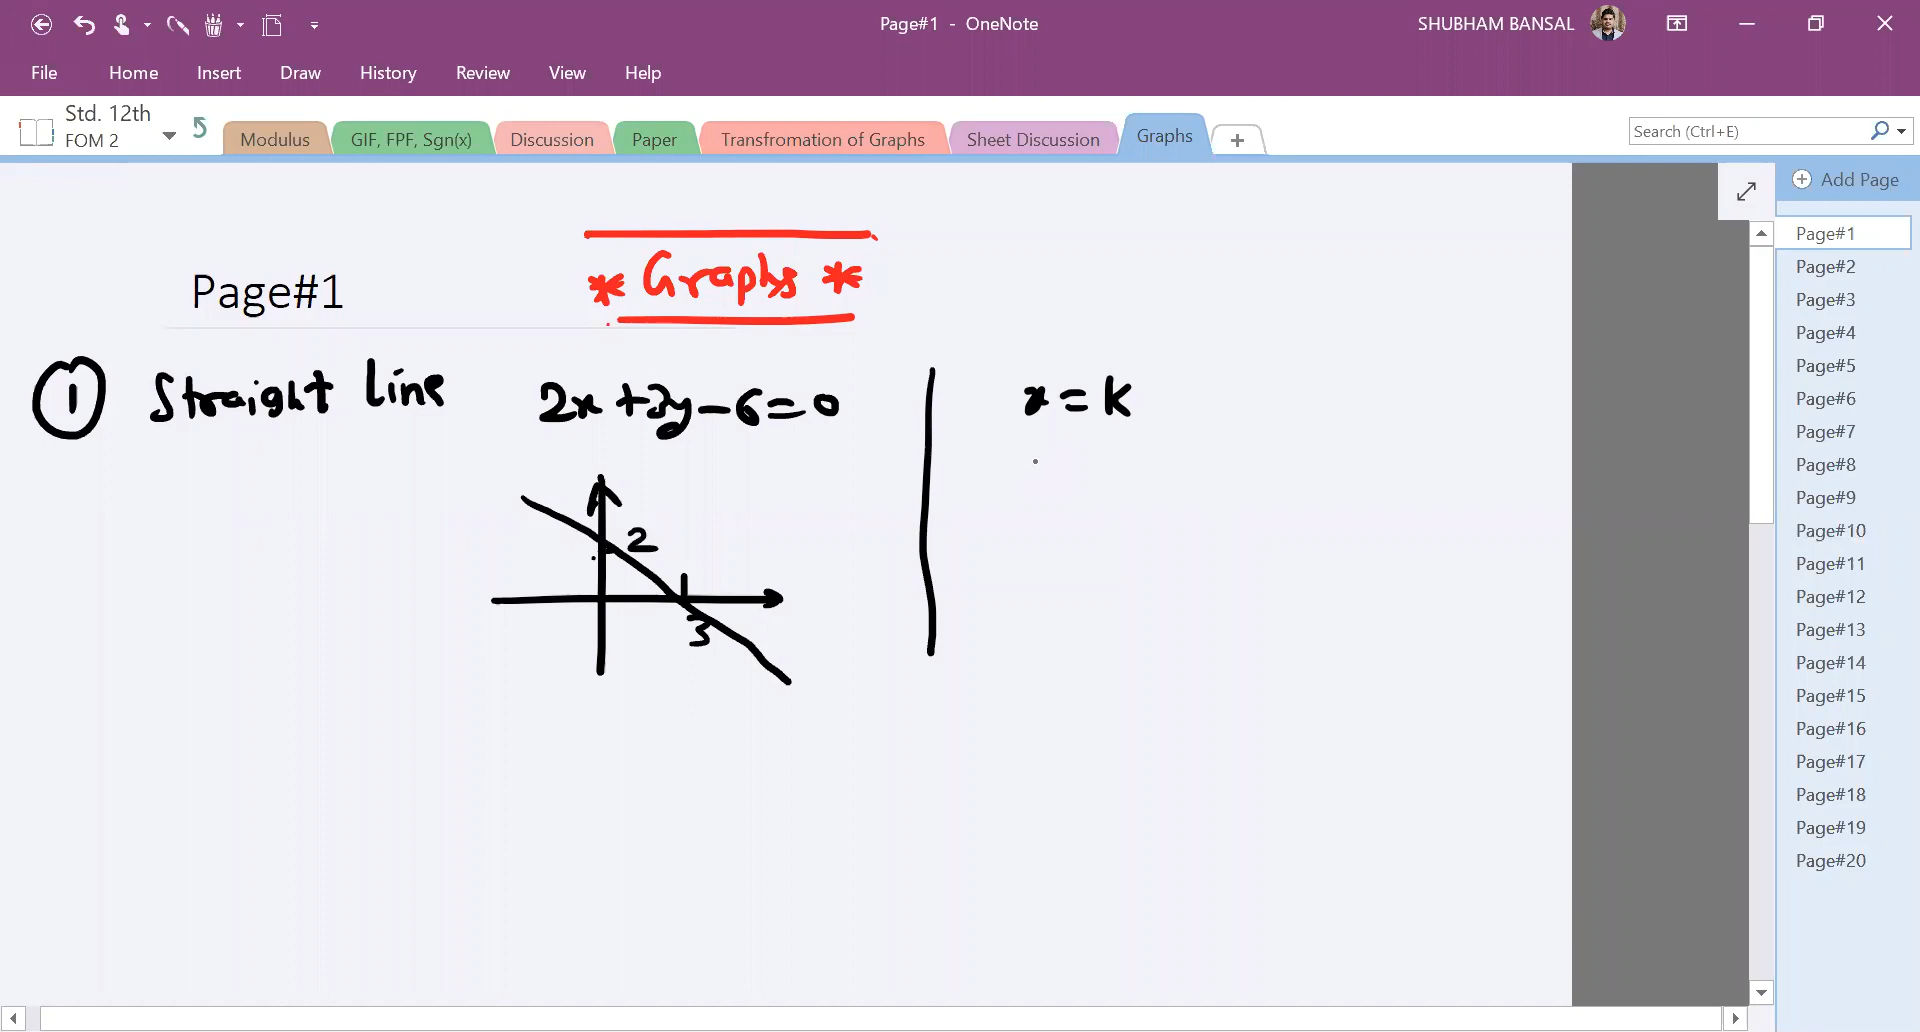 Page#1 - OneNote
SHUBHAM BANSAL
File Home Insert Draw History Review View Help
Std. 12th
FOM 2
Modulus GIF, FPF, Sgn(x) Discussion Paper Transfromation of Graphs Sheet Discussion Graphs +
Search (Ctrl+E)
Add Page
* Graphs *
Page#1
① Straight line 2x+3y-6=0
x=k
2
3
Page#1
Page#2
Page#3
Page#4
Page#5
Page#6
Page#7
Page#8
Page#9
Page#10
Page#11
Page#12
Page#13
Page#14
Page#15
Page#16
Page#17
Page#18
Page#19
Page#20